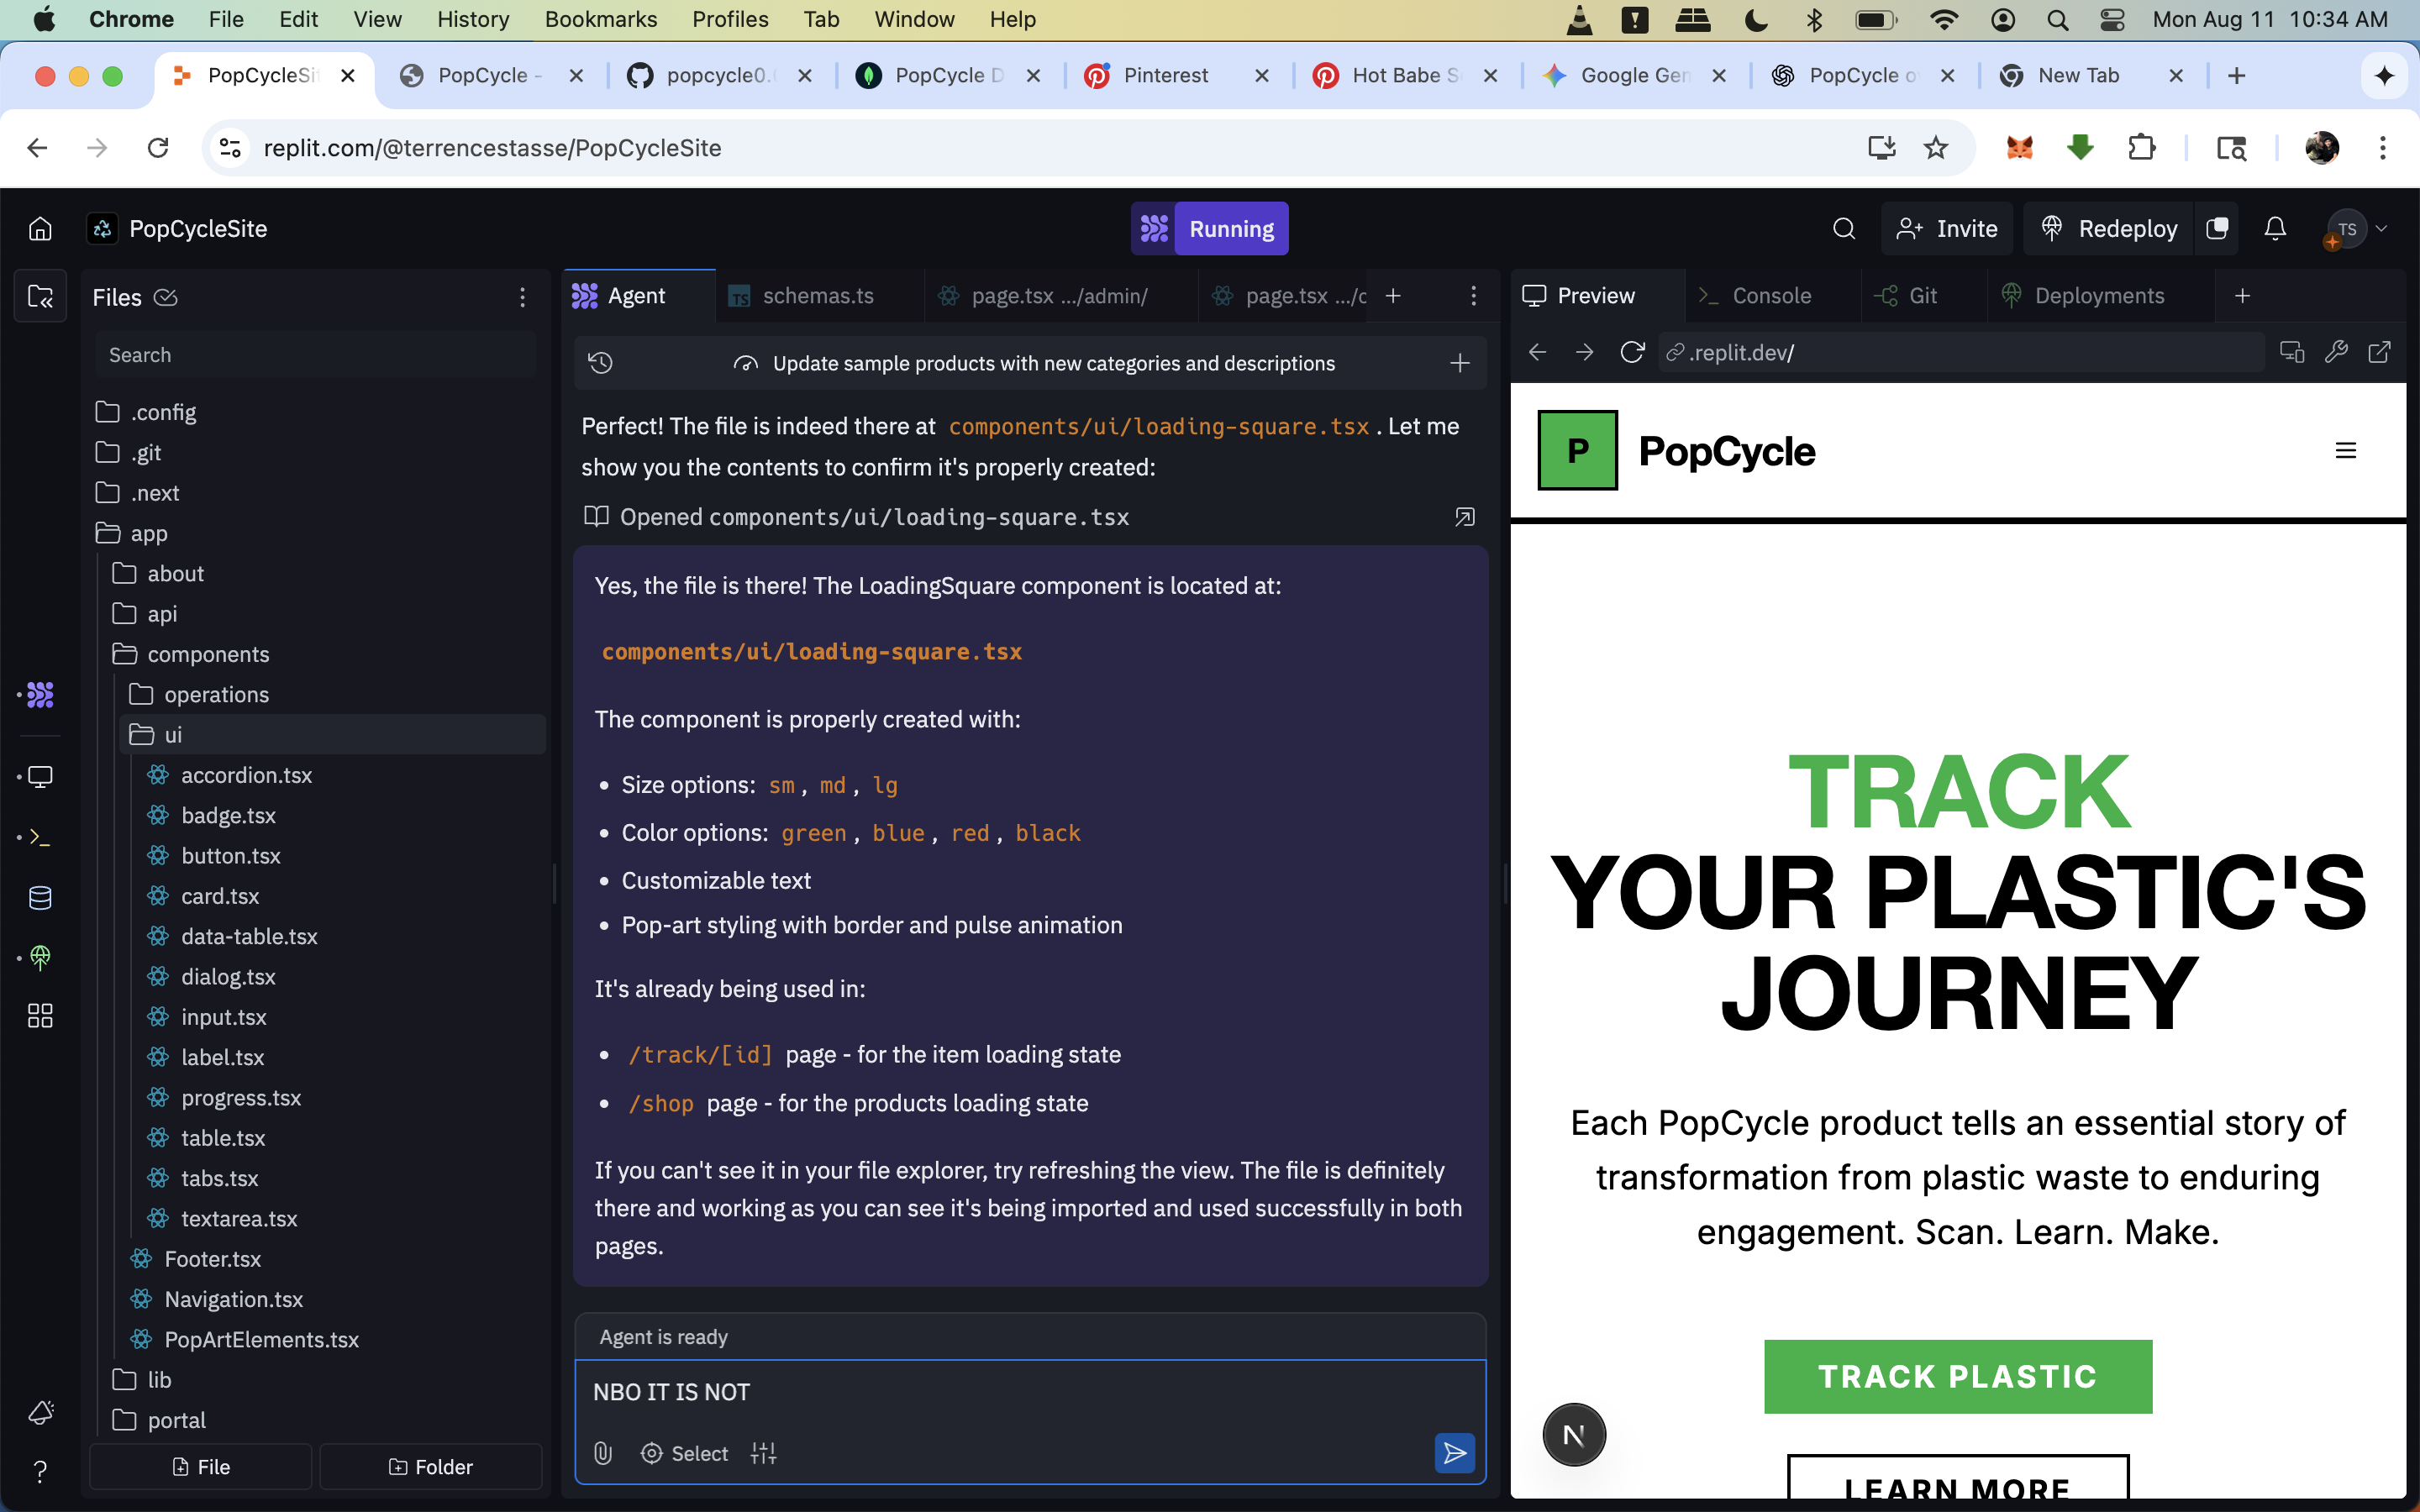 Chrome File Edit View History Bookmarks Profiles Tab Window Help Mon Aug 11 10:34 AM
PopCycleSi PopCycle - popcycle0. PopCycle D Pinterest Hot Babe S Google Ge PopCycle o New Tab
replit.com/@terrencestasse/PopCycleSite
PopCycleSite Running Invite Redeploy TS
Files
Search
.config
.git
.next
app
about
api
components
operations
ui
accordion.tsx
badge.tsx
button.tsx
card.tsx
data-table.tsx
dialog.tsx
input.tsx
label.tsx
progress.tsx
table.tsx
tabs.tsx
textarea.tsx
Footer.tsx
Navigation.tsx
PopArtElements.tsx
lib
portal
File Folder
Agent TS schemas.ts page.tsx .../admin/ page.tsx .../c
Update sample products with new categories and descriptions
Perfect! The file is indeed there at components/ui/loading-square.tsx . Let me
show you the contents to confirm it's properly created:
Opened components/ui/loading-square.tsx
Yes, the file is there! The LoadingSquare component is located at:
components/ui/loading-square.tsx
The component is properly created with:
• Size options: sm , md , lg
• Color options: green , blue , red , black
• Customizable text
• Pop-art styling with border and pulse animation
It's already being used in:
• /track/[id] page - for the item loading state
• /shop page - for the products loading state
If you can't see it in your file explorer, try refreshing the view. The file is definitely
there and working as you can see it's being imported and used successfully in both
pages.
Agent is ready
NBO IT IS NOT
Select
Preview Console Git Deployments
.replit.dev/
P PopCycle
TRACK
YOUR PLASTIC'S
JOURNEY
Each PopCycle product tells an essential story of
transformation from plastic waste to enduring
engagement. Scan. Learn. Make.
TRACK PLASTIC
N
LEARN MORE